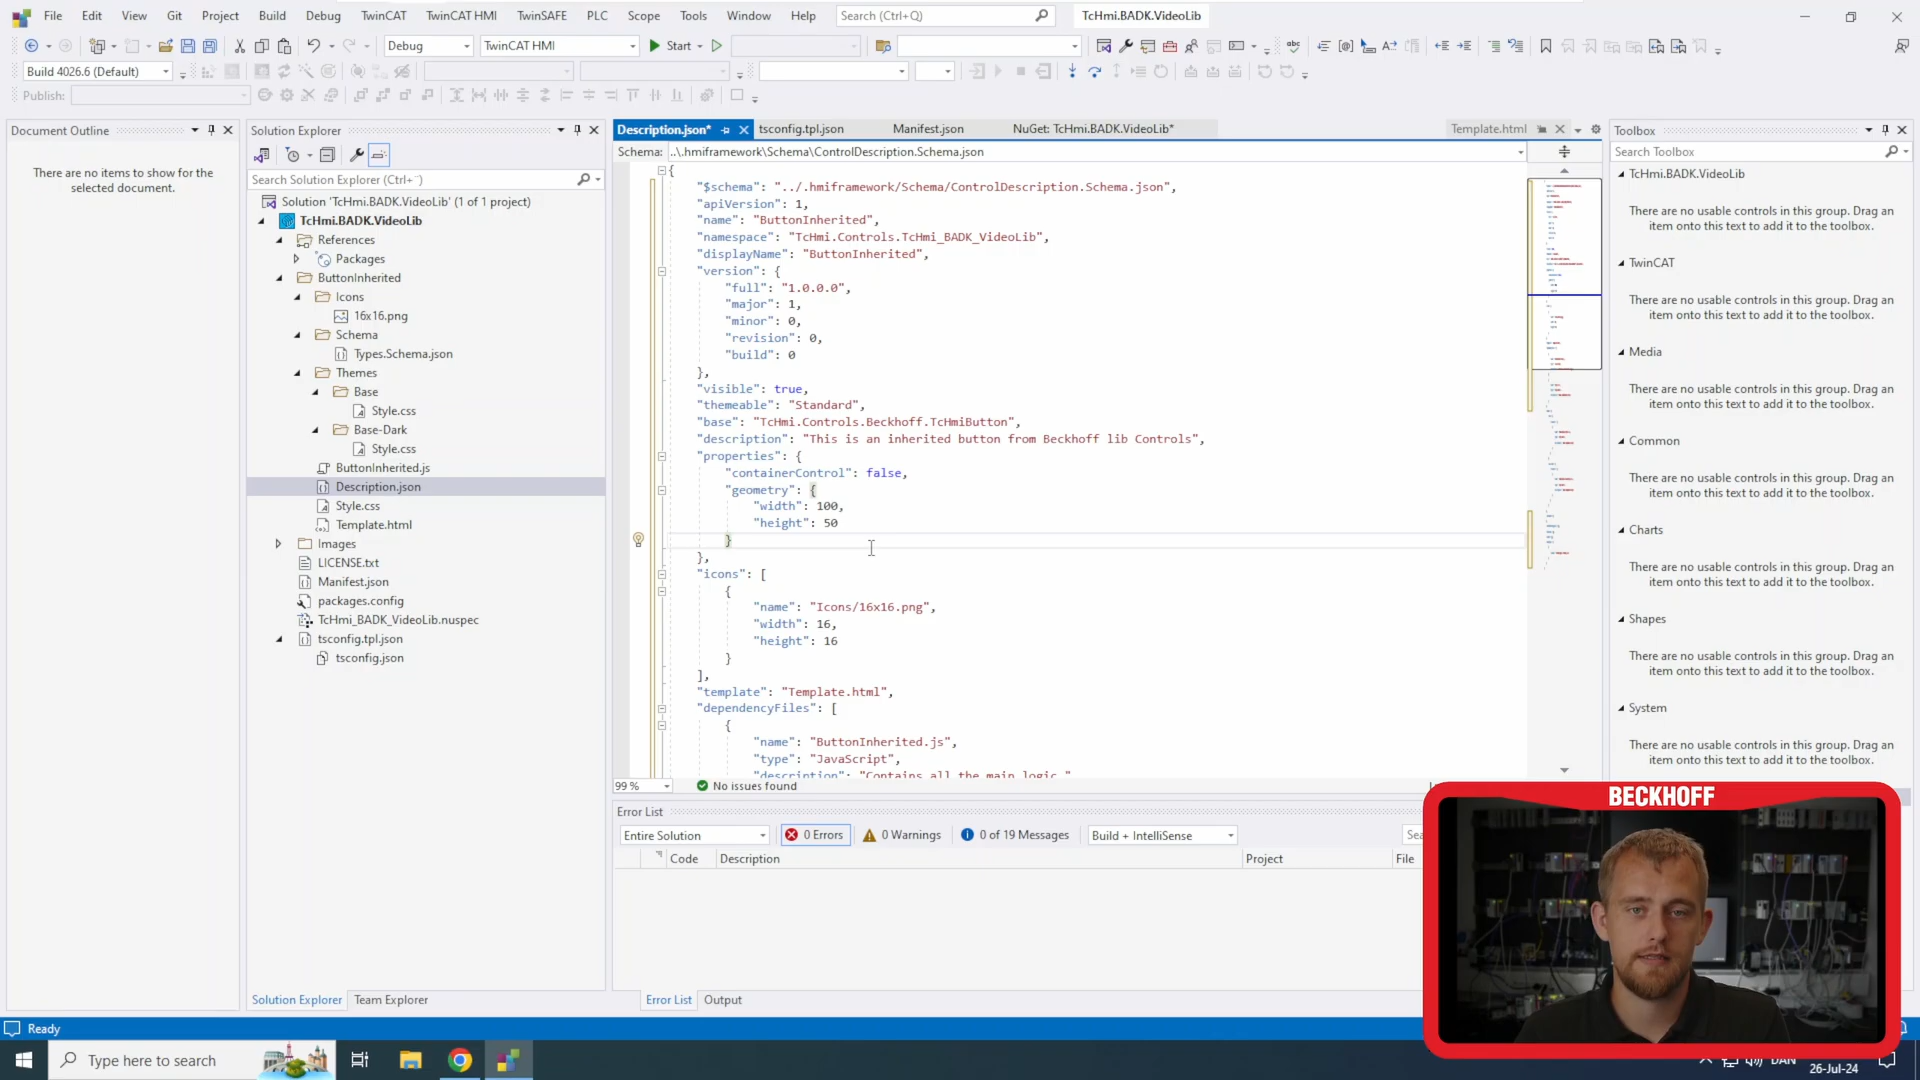 File Edit View Git Project Build Debug TwinCAT TwinCAT HMI TwinSAFE PLC Scope Tools Window Help Search (Ctrl+Q) TcHmi.BADK.VideoLib
Debug TwinCAT HMI Start
Build 4026.6 (Default)
Publish:
Document Outline
There are no items to show for the
selected document.
Solution Explorer
Search Solution Explorer (Ctrl+¨)
Solution 'TcHmi.BADK.VideoLib' (1 of 1 project)
TcHmi.BADK.VideoLib
References
Packages
ButtonInherited
Icons
16x16.png
Schema
Types.Schema.json
Themes
Base
Style.css
Base-Dark
Style.css
ButtonInherited.js
Description.json
Style.css
Template.html
Images
LICENSE.txt
Manifest.json
packages.config
TcHmi_BADK_VideoLib.nuspec
tsconfig.tpl.json
tsconfig.json
Solution Explorer Team Explorer
Description.json* tsconfig.tpl.json Manifest.json NuGet: TcHmi.BADK.VideoLib* Template.html
Schema: ..\.hmiframework\Schema\ControlDescription.Schema.json
{
"$schema": "../.hmiframework/Schema/ControlDescription.Schema.json",
"apiVersion": 1,
"name": "ButtonInherited",
"namespace": "TcHmi.Controls.TcHmi_BADK_VideoLib",
"displayName": "ButtonInherited",
"version": {
"full": "1.0.0.0",
"major": 1,
"minor": 0,
"revision": 0,
"build": 0
},
"visible": true,
"themeable": "Standard",
"base": "TcHmi.Controls.Beckhoff.TcHmiButton",
"description": "This is an inherited button from Beckhoff lib Controls",
"properties": {
"containerControl": false,
"geometry": {
"width": 100,
"height": 50
}
},
"icons": [
{
"name": "Icons/16x16.png",
"width": 16,
"height": 16
}
],
"template": "Template.html",
"dependencyFiles": [
{
"name": "ButtonInherited.js",
"type": "JavaScript",
"description": "Contains all the main logic."
99 % No issues found
Error List
Entire Solution 0 Errors 0 Warnings 0 of 19 Messages Build + IntelliSense
Code Description Project File
Error List Output
Toolbox
Search Toolbox
TcHmi.BADK.VideoLib
There are no usable controls in this group. Drag an
item onto this text to add it to the toolbox.
TwinCAT
There are no usable controls in this group. Drag an
item onto this text to add it to the toolbox.
Media
There are no usable controls in this group. Drag an
item onto this text to add it to the toolbox.
Common
There are no usable controls in this group. Drag an
item onto this text to add it to the toolbox.
Charts
There are no usable controls in this group. Drag an
item onto this text to add it to the toolbox.
Shapes
There are no usable controls in this group. Drag an
item onto this text to add it to the toolbox.
System
There are no usable controls in this group. Drag an
item onto this text to add it to the toolbox.
BECKHOFF
Ready
Type here to search
DAN
26-Jul-24